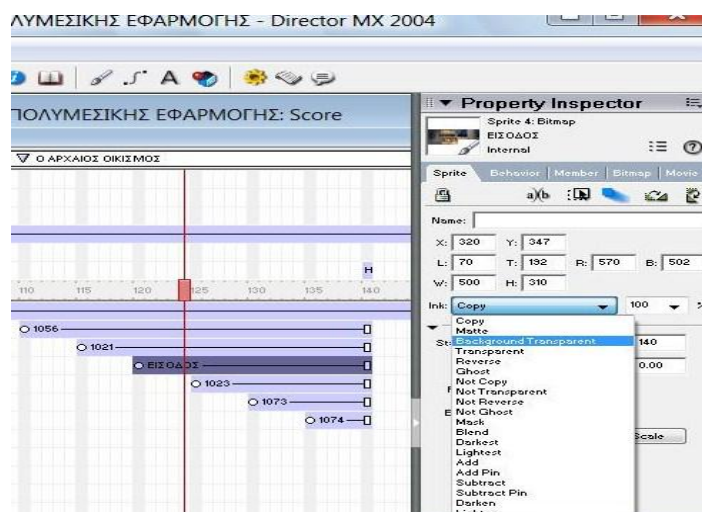 ΛΥΜΕΣΙΚΗΣ ΕΦΑΡΜΟΓΗΣ - Director MX 2004
ΠΟΛΥΜΕΣΙΚΗΣ ΕΦΑΡΜΟΓΗΣ: Score
Ο ΑΡΧΑΙΟΣ ΟΙΚΙΣΜΟΣ
H
110 115 120 125 130 135 140
1056
1021
ΕΙΣΟΔΟΣ
1023
1073
1074
Property Inspector
Sprite 4: Bitmap
ΕΙΣΟΔΟΣ
Internal
Sprite Behavior Member Bitmap Movie
Name:
X: 320 Y: 347
L: 70 T: 192 R: 570 B: 502
W: 500 H: 310
Ink: Copy 100
Copy
Matte
Background Transparent 140
Transparent
Reverse 0.00
Ghost
Not Copy
Not Transparent
Not Reverse
Not Ghost
Mask
Blend
Darkest Scale
Lightest
Add
Add Pin
Subtract
Subtract Pin
Darken